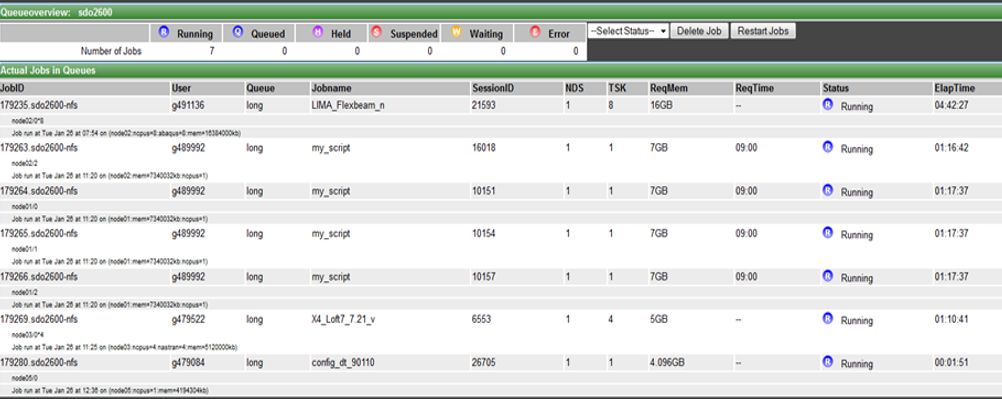 Queueoverview: sdo2600
R Running Q Queued H Held S Suspended W Waiting E Error --Select Status-- Delete Job Restart Jobs
Number of Jobs 7 0 0 0 0 0
Actual Jobs in Queues
JobID User Queue Jobname SessionID NDS TSK ReqMem ReqTime Status ElapTime
179235.sdo2600-nfs g491136 long LIMA_Flexbeam_n 21593 1 8 16GB -- R Running 04:42:27
node02/0*8
Job run at Tue Jan 26 at 07:54 on (node02:ncpus=8:abaqus=8:mem=16384000kb)
179263.sdo2600-nfs g489992 long my_script 16018 1 1 7GB 09:00 R Running 01:16:42
node02/2
Job run at Tue Jan 26 at 11:20 on (node02:mem=7340032kb:ncpus=1)
179264.sdo2600-nfs g489992 long my_script 10151 1 1 7GB 09:00 R Running 01:17:37
node01/0
Job run at Tue Jan 26 at 11:20 on (node01:mem=7340032kb:ncpus=1)
179265.sdo2600-nfs g489992 long my_script 10154 1 1 7GB 09:00 R Running 01:17:37
node01/1
Job run at Tue Jan 26 at 11:20 on (node01:mem=7340032kb:ncpus=1)
179266.sdo2600-nfs g489992 long my_script 10157 1 1 7GB 09:00 R Running 01:17:37
node01/2
Job run at Tue Jan 26 at 11:20 on (node01:mem=7340032kb:ncpus=1)
179269.sdo2600-nfs g479522 long X4_Loft7_7.21_v 6553 1 4 5GB -- R Running 01:10:41
node03/0*4
Job run at Tue Jan 26 at 11:25 on (node03:ncpus=4:nastran=4:mem=5120000kb)
179280.sdo2600-nfs g479084 long config_dt_90110 26705 1 1 4.096GB -- R Running 00:01:51
node05/0
Job run at Tue Jan 26 at 12:36 on (node05:ncpus=1:mem=4194304kb)